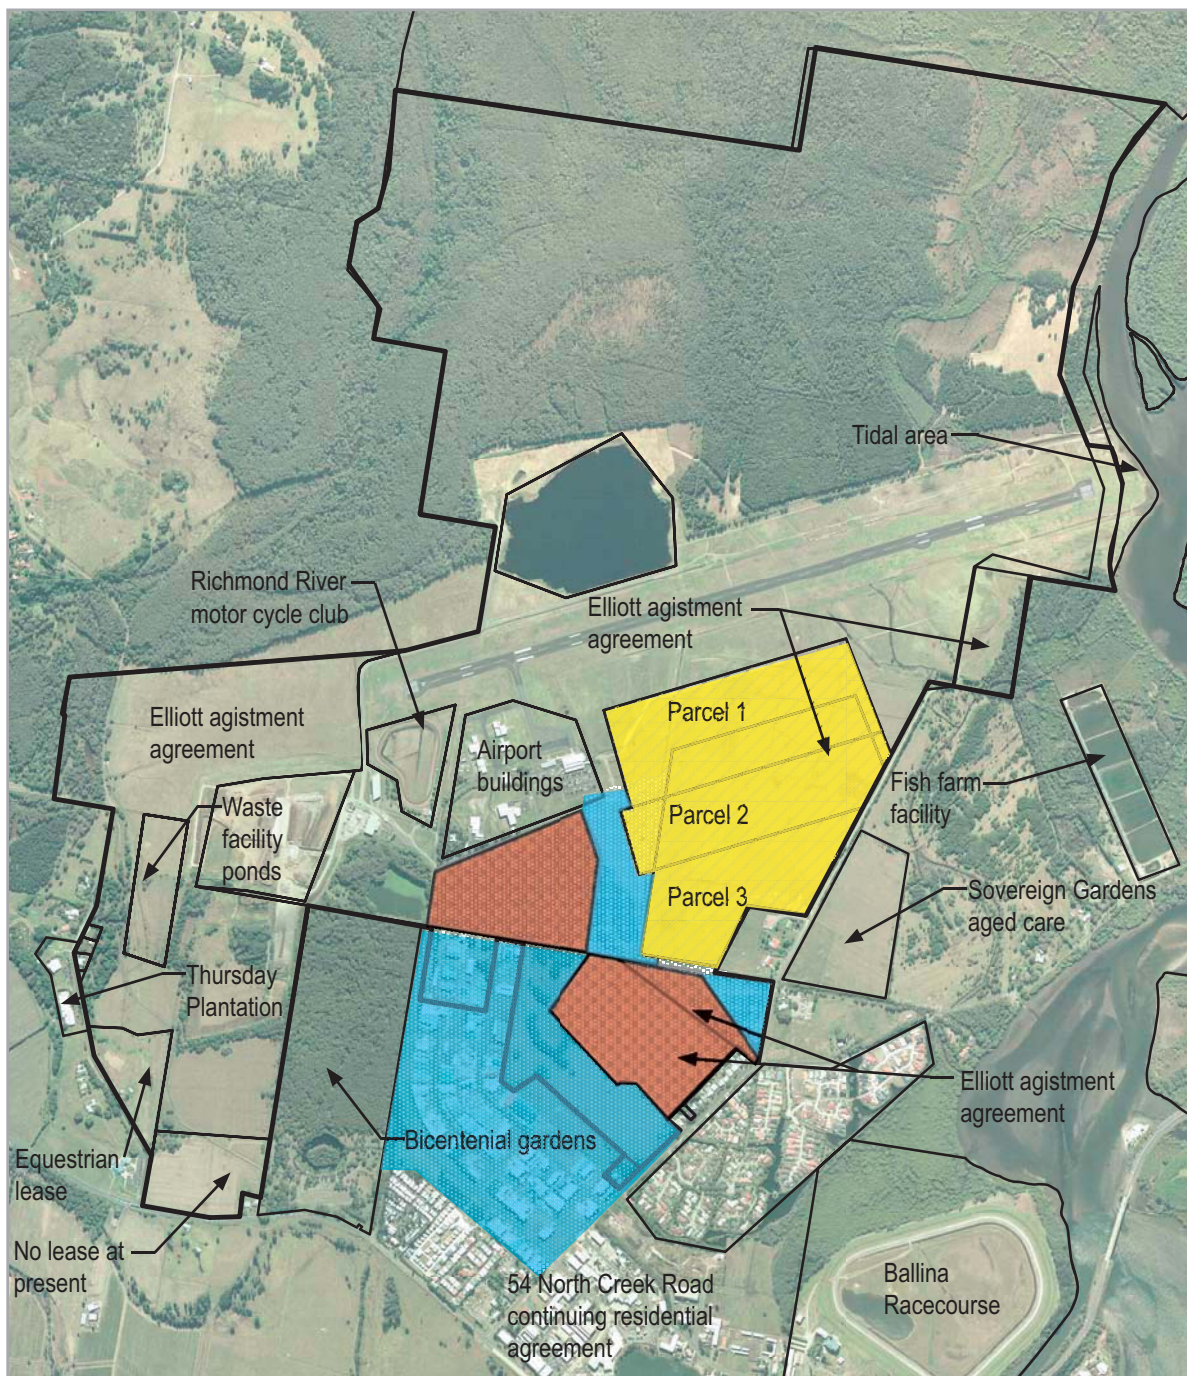 Tidal area
Richmond River
motor cycle club
Elliott agistment
agreement
Elliott agistment
agreement
Parcel 1
Airport
buildings
Fish farm
facility
Waste
facility
ponds
Parcel 2
Parcel 3
Sovereign Gardens
aged care
Thursday
Plantation
Elliott agistment
agreement
Bicentenial gardens
Equestrian
lease
No lease at
present
54 North Creek Road
continuing residential
agreement
Ballina
Racecourse